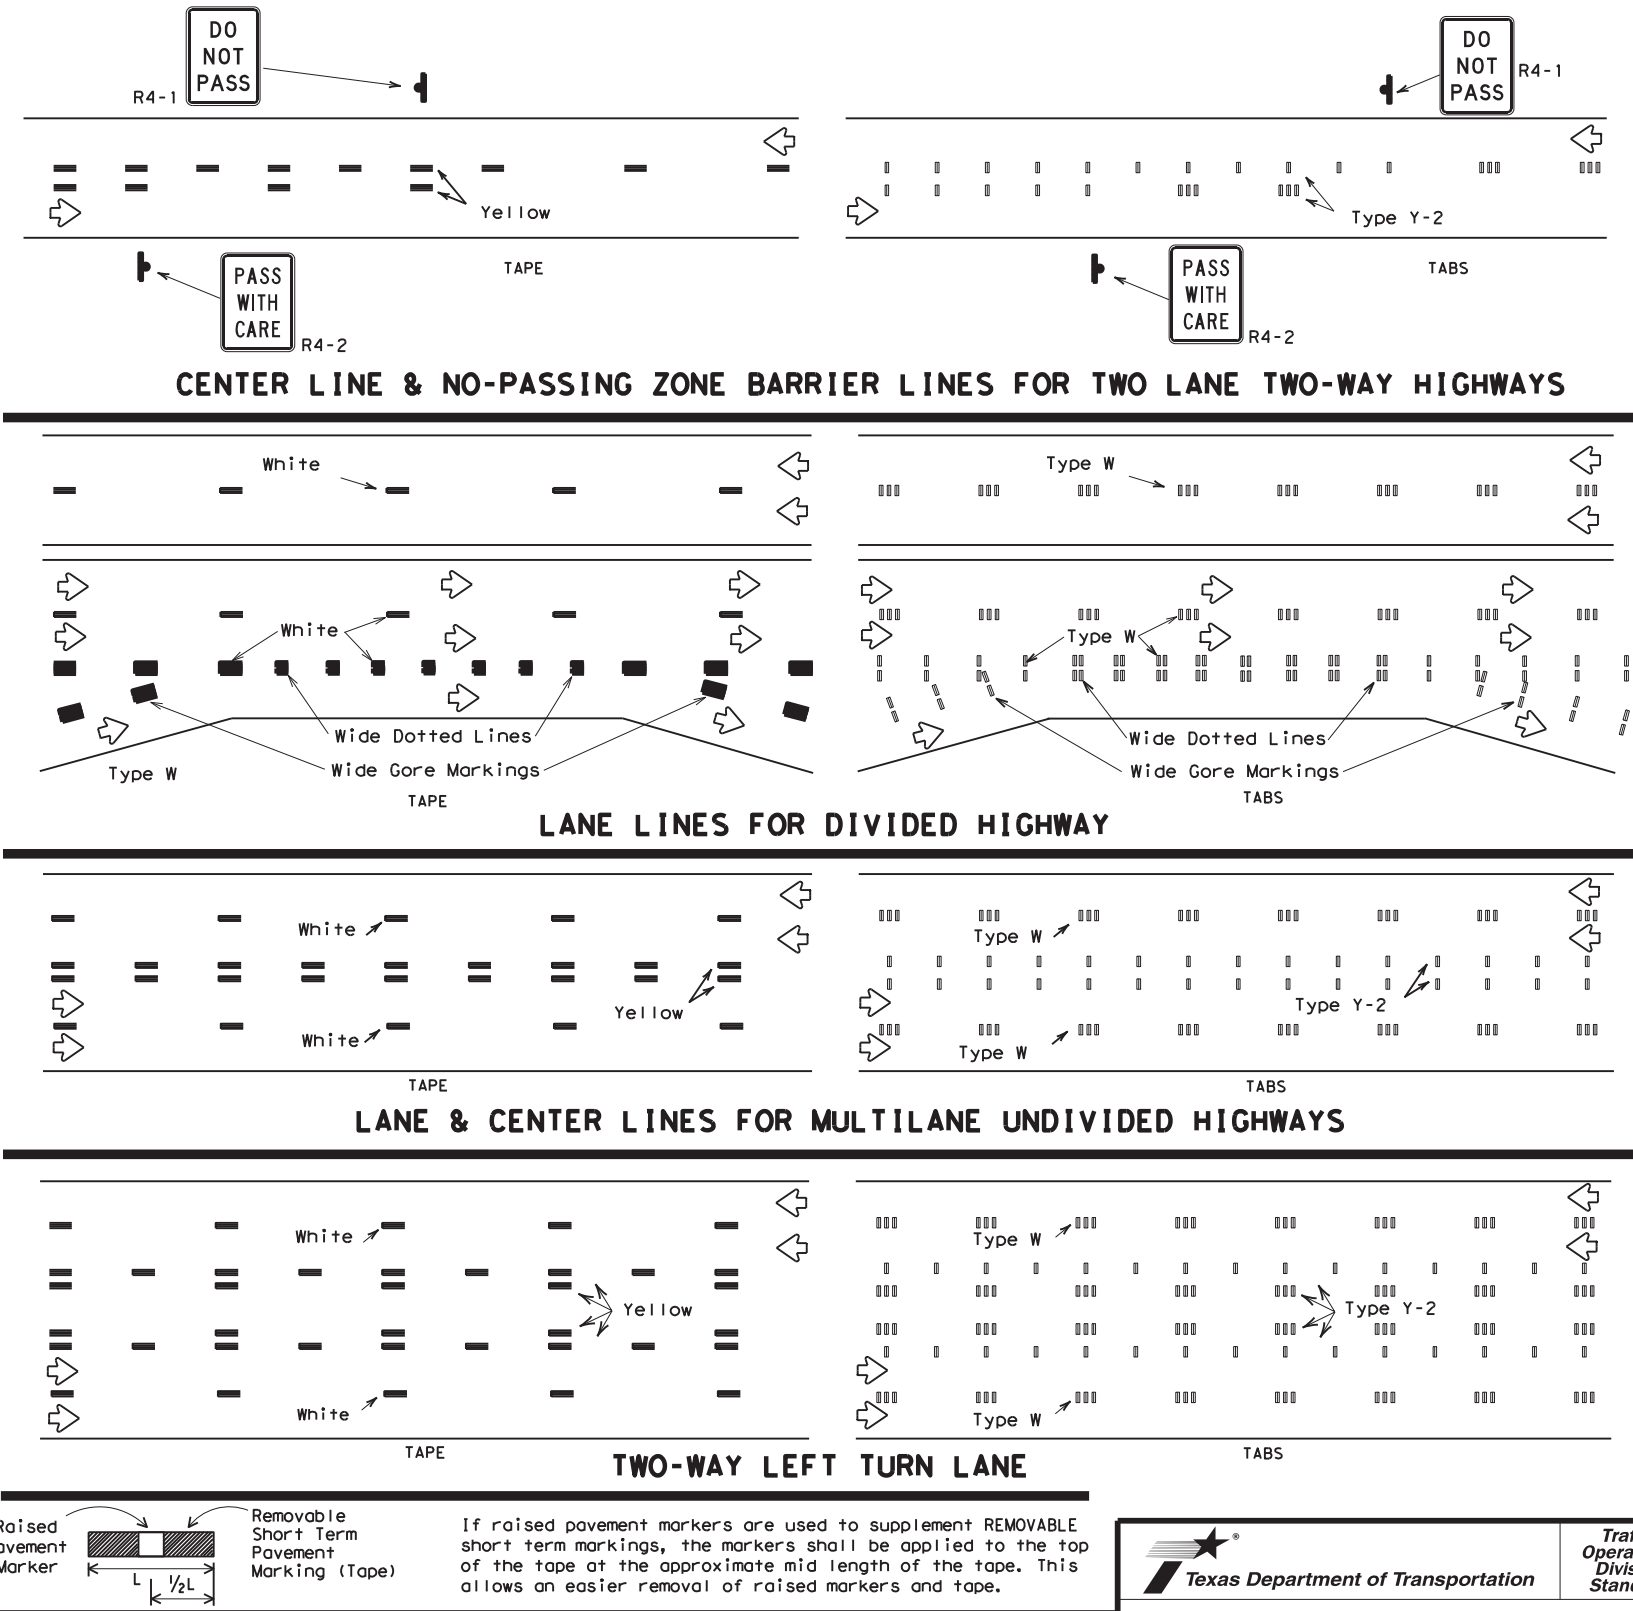 DO
NOT
PASS
R4-1
DO
NOT
PASS
R4-1
Yellow
Type Y-2
TAPE
TABS
PASS
WITH
CARE
R4-2
PASS
WITH
CARE
R4-2
CENTER LINE & NO-PASSING ZONE BARRIER LINES FOR TWO LANE TWO-WAY HIGHWAYS
White
Type W
White
Type W
Wide Dotted Lines
Wide Dotted Lines
Wide Gore Markings
Wide Gore Markings
Type W
TAPE
TABS
LANE LINES FOR DIVIDED HIGHWAY
White
Type W
Yellow
Type Y-2
White
Type W
TAPE
TABS
LANE & CENTER LINES FOR MULTILANE UNDIVIDED HIGHWAYS
White
Type W
Yellow
Type Y-2
White
Type W
TAPE
TABS
TWO-WAY LEFT TURN LANE
Raised
Pavement
Marker
L
½L
Removable
Short Term
Pavement
Marking (Tape)
If raised pavement markers are used to supplement REMOVABLE
short term markings, the markers shall be applied to the top
of the tape at the approximate mid length of the tape. This
allows an easier removal of raised markers and tape.
®
Texas Department of Transportation